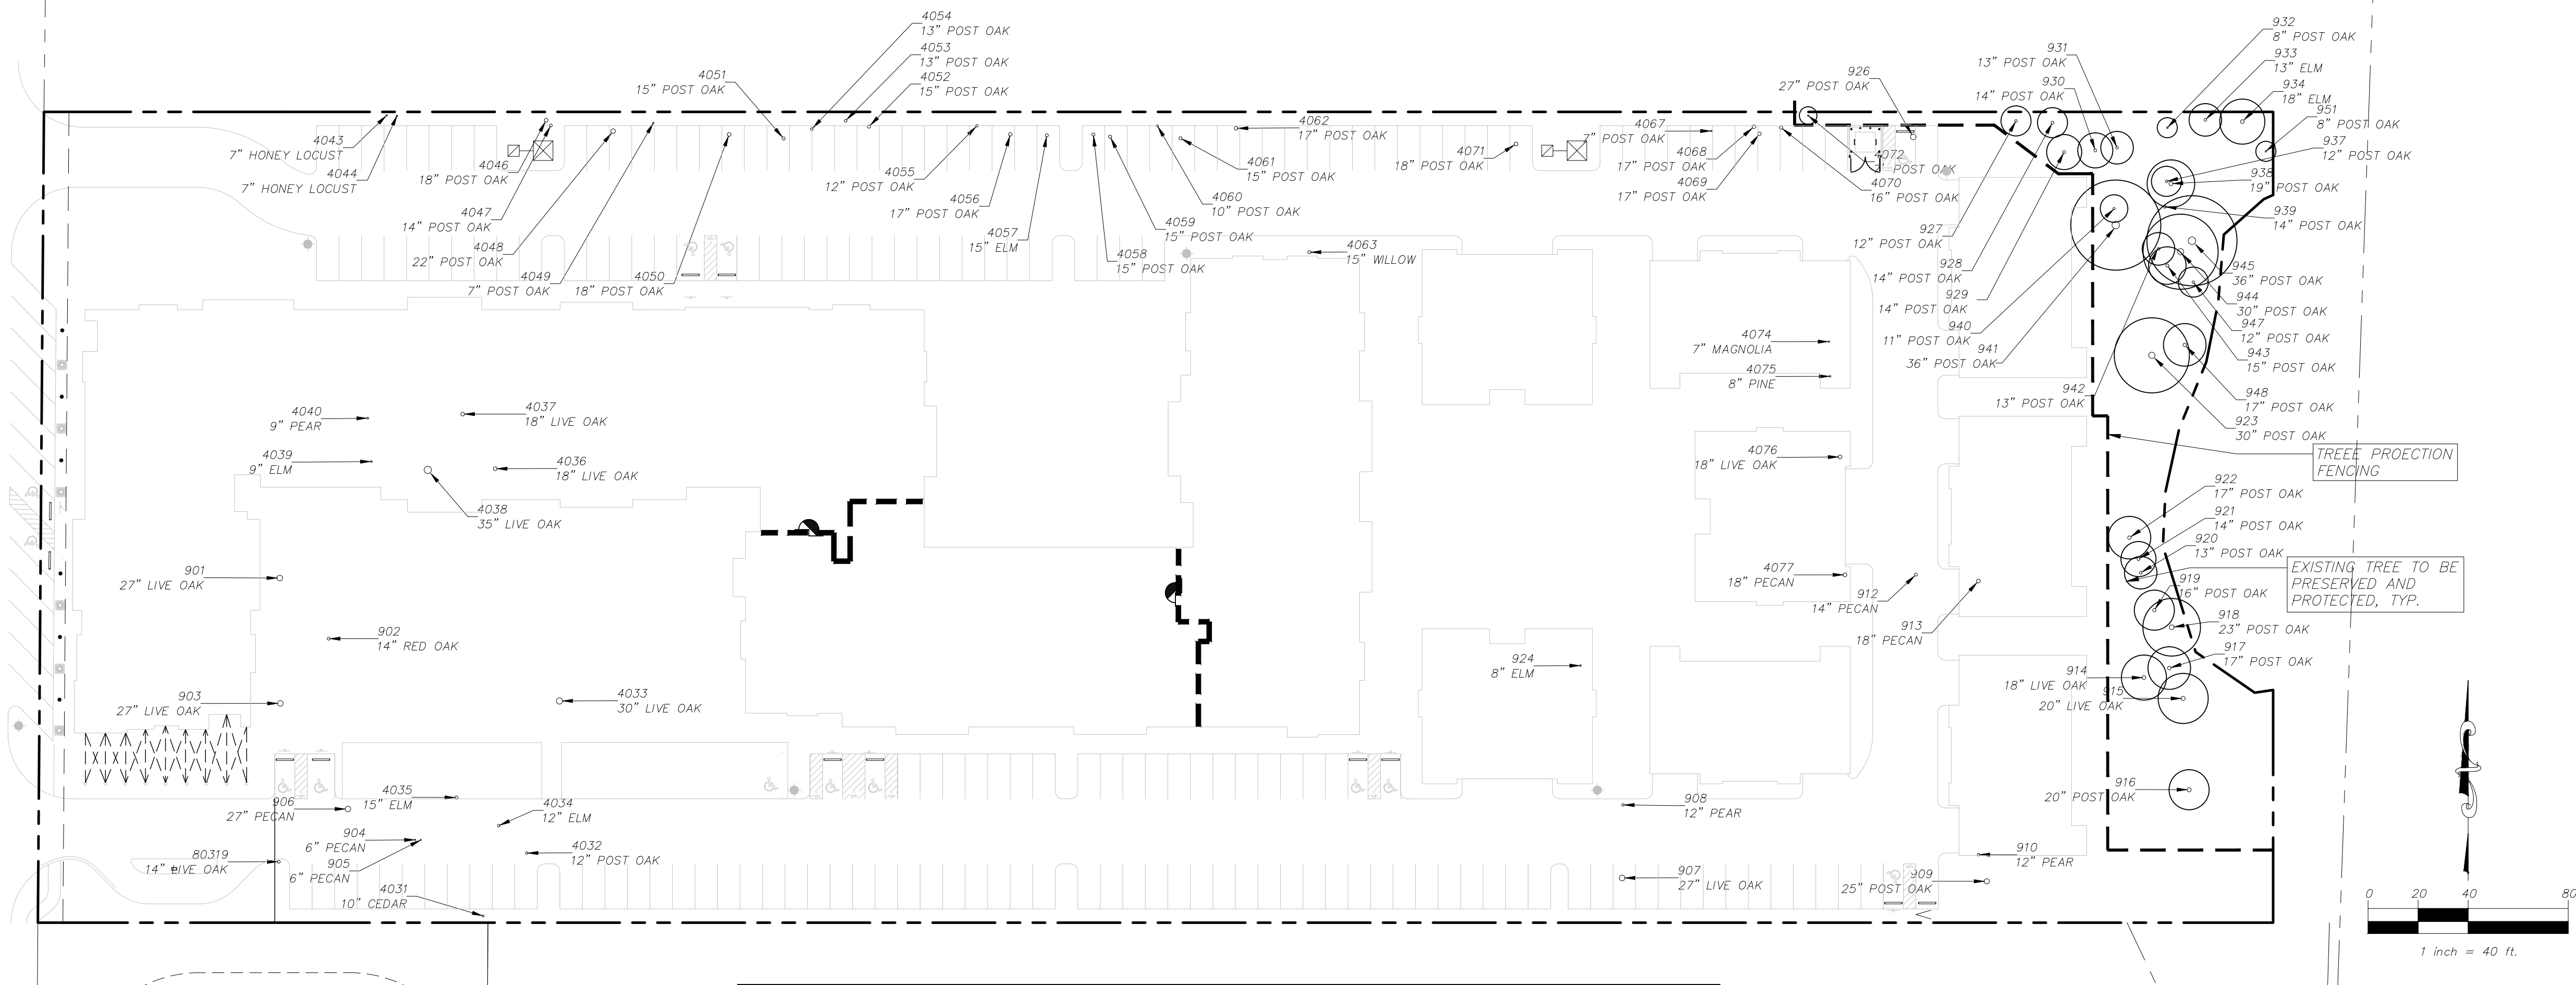 4054
13" POST OAK
4053
13" POST OAK
4052
15" POST OAK
4051
15" POST OAK
926
27" POST OAK
931
13" POST OAK
930
14" POST OAK
932
8" POST OAK
933
13" ELM
934
18" ELM
951
8" POST OAK
937
12" POST OAK
938
19" POST OAK
939
14" POST OAK
4043
7" HONEY LOCUST
4044
7" HONEY LOCUST
4046
18" POST OAK
4047
14" POST OAK
4048
22" POST OAK
4049
7" POST OAK
4050
18" POST OAK
4055
12" POST OAK
4056
17" POST OAK
4057
15" ELM
4058
15" POST OAK
4059
15" POST OAK
4060
10" POST OAK
4061
15" POST OAK
4062
17" POST OAK
4063
15" WILLOW
4071
18" POST OAK
4067
7" POST OAK
4068
17" POST OAK
4069
17" POST OAK
4070
16" POST OAK
4072
7" POST OAK
927
12" POST OAK
928
14" POST OAK
929
14" POST OAK
940
11" POST OAK
941
36" POST OAK
942
13" POST OAK
945
36" POST OAK
944
30" POST OAK
947
12" POST OAK
943
15" POST OAK
948
17" POST OAK
923
30" POST OAK
TREEE PROECTION
FENCING
4074
7" MAGNOLIA
4075
8" PINE
4076
18" LIVE OAK
4077
18" PECAN
912
14" PECAN
913
18" PECAN
924
8" ELM
4040
9" PEAR
4037
18" LIVE OAK
4039
9" ELM
4036
18" LIVE OAK
4038
35" LIVE OAK
901
27" LIVE OAK
902
14" RED OAK
903
27" LIVE OAK
4033
30" LIVE OAK
922
17" POST OAK
921
14" POST OAK
920
13" POST OAK
EXISTING TREE TO BE
PRESERVED AND
PROTECTED, TYP.
919
16" POST OAK
918
23" POST OAK
917
17" POST OAK
914
18" LIVE OAK
915
20" LIVE OAK
916
20" POST OAK
906
27" PECAN
4035
15" ELM
4034
12" ELM
904
6" PECAN
905
6" PECAN
80319
14" LIVE OAK
4032
12" POST OAK
4031
10" CEDAR
908
12" PEAR
907
27" LIVE OAK
910
12" PEAR
909
25" POST OAK
0 20 40 80
1 inch = 40 ft.